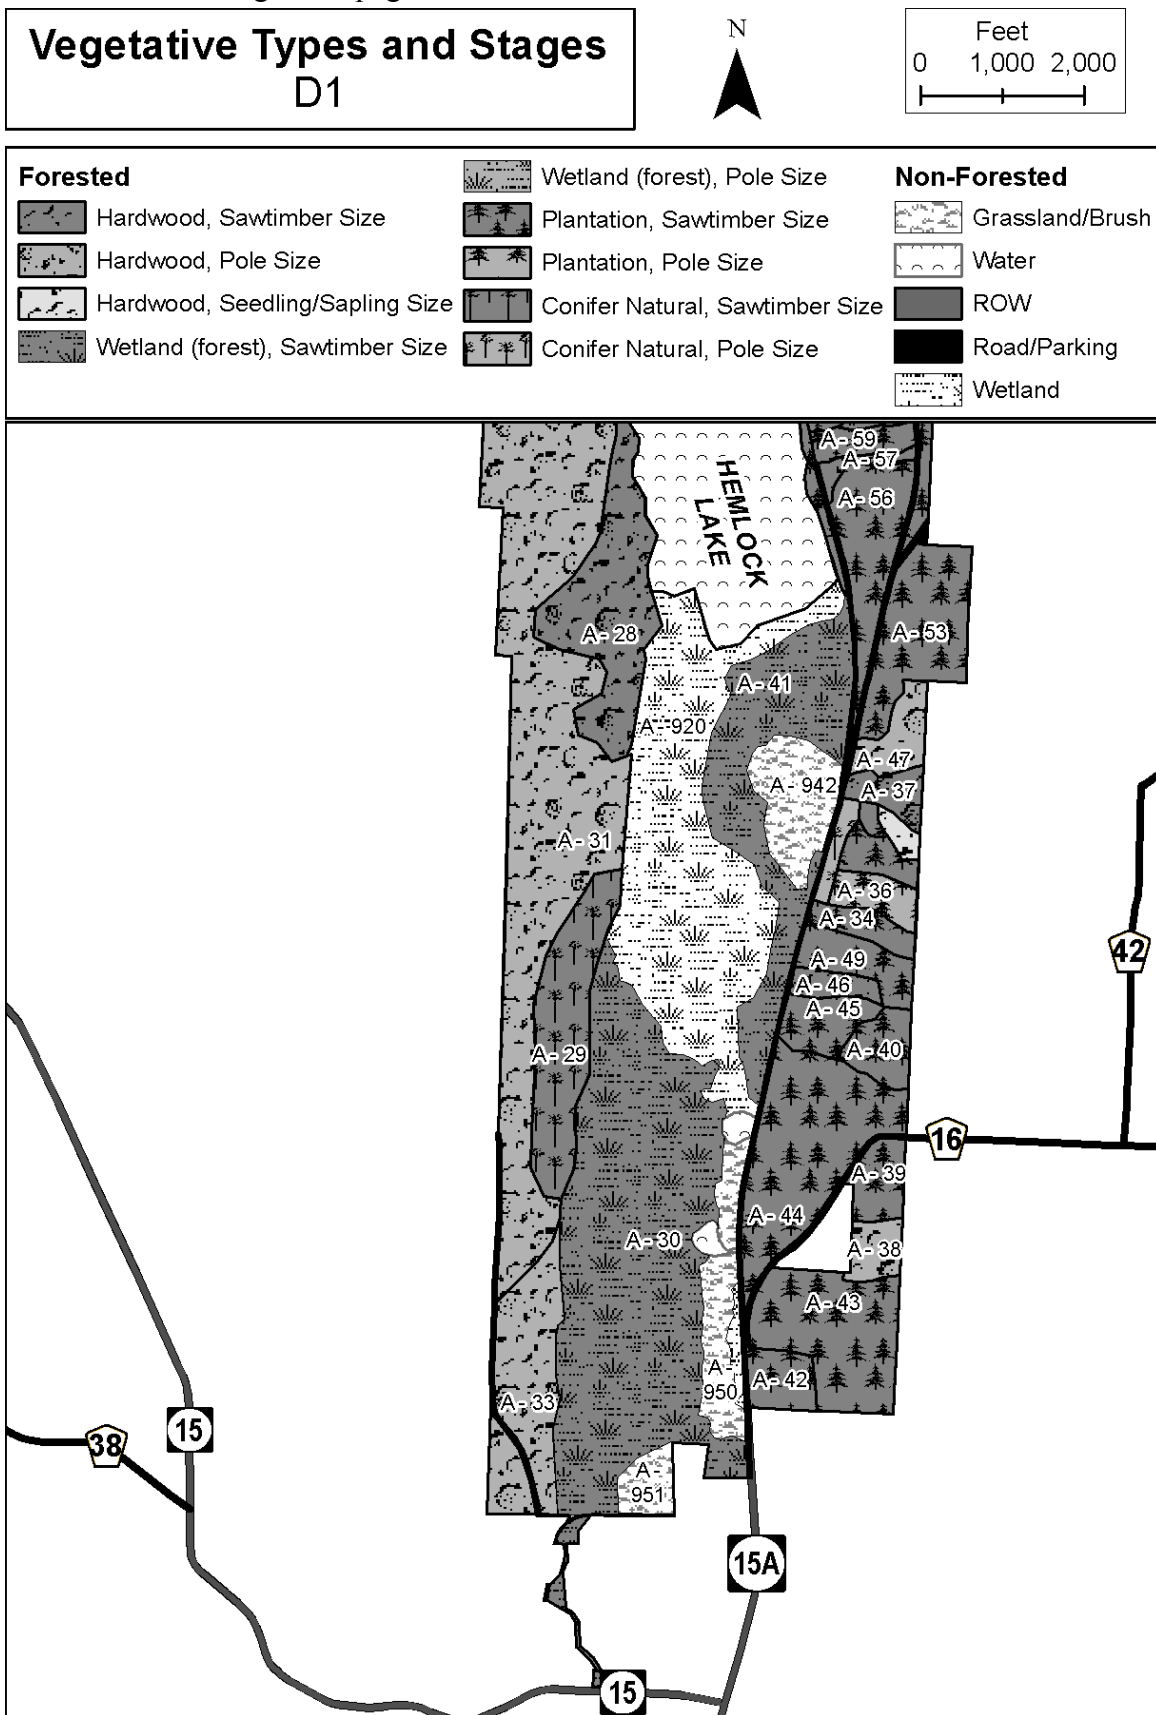 Vegetative Types and Stages
D1
N
Feet
0 1,000 2,000
Forested
Hardwood, Sawtimber Size
Hardwood, Pole Size
Hardwood, Seedling/Sapling Size
Wetland (forest), Sawtimber Size
Wetland (forest), Pole Size
Plantation, Sawtimber Size
Plantation, Pole Size
Conifer Natural, Sawtimber Size
Conifer Natural, Pole Size
Non-Forested
Grassland/Brush
Water
ROW
Road/Parking
Wetland
HEMLOCK
LAKE
A - 59
A - 57
A - 56
A - 28
A - 53
A - 41
A - 920
A - 47
A - 942
A - 37
A - 31
A - 36
A - 34
A - 49
A - 46
A - 45
A - 29
A - 40
42
16
A - 39
A - 44
A - 30
A - 38
A - 43
A -
950
A - 42
A - 33
15
38
A -
951
15A
15